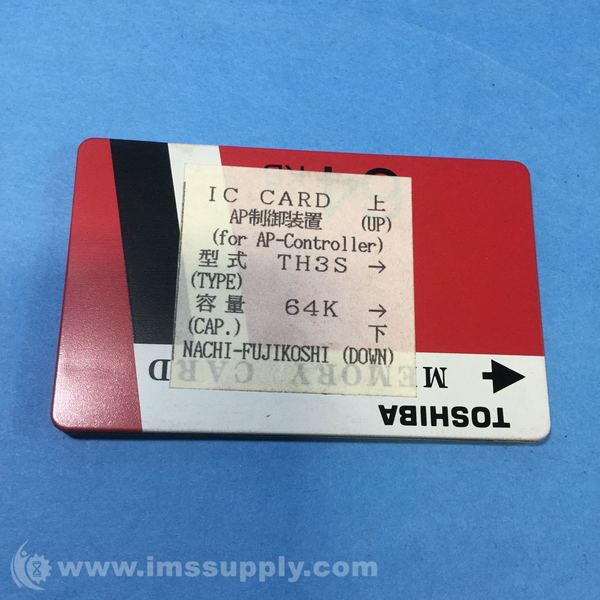 IC CARD 上
AP制御装置 (UP)
(for AP-Controller)
型式 TH3S →
(TYPE)
容量 64K →
(CAP.) 下
NACHI-FUJIKOSHI (DOWN)
MEMORY CARD
TOSHIBA
www.imssupply.com